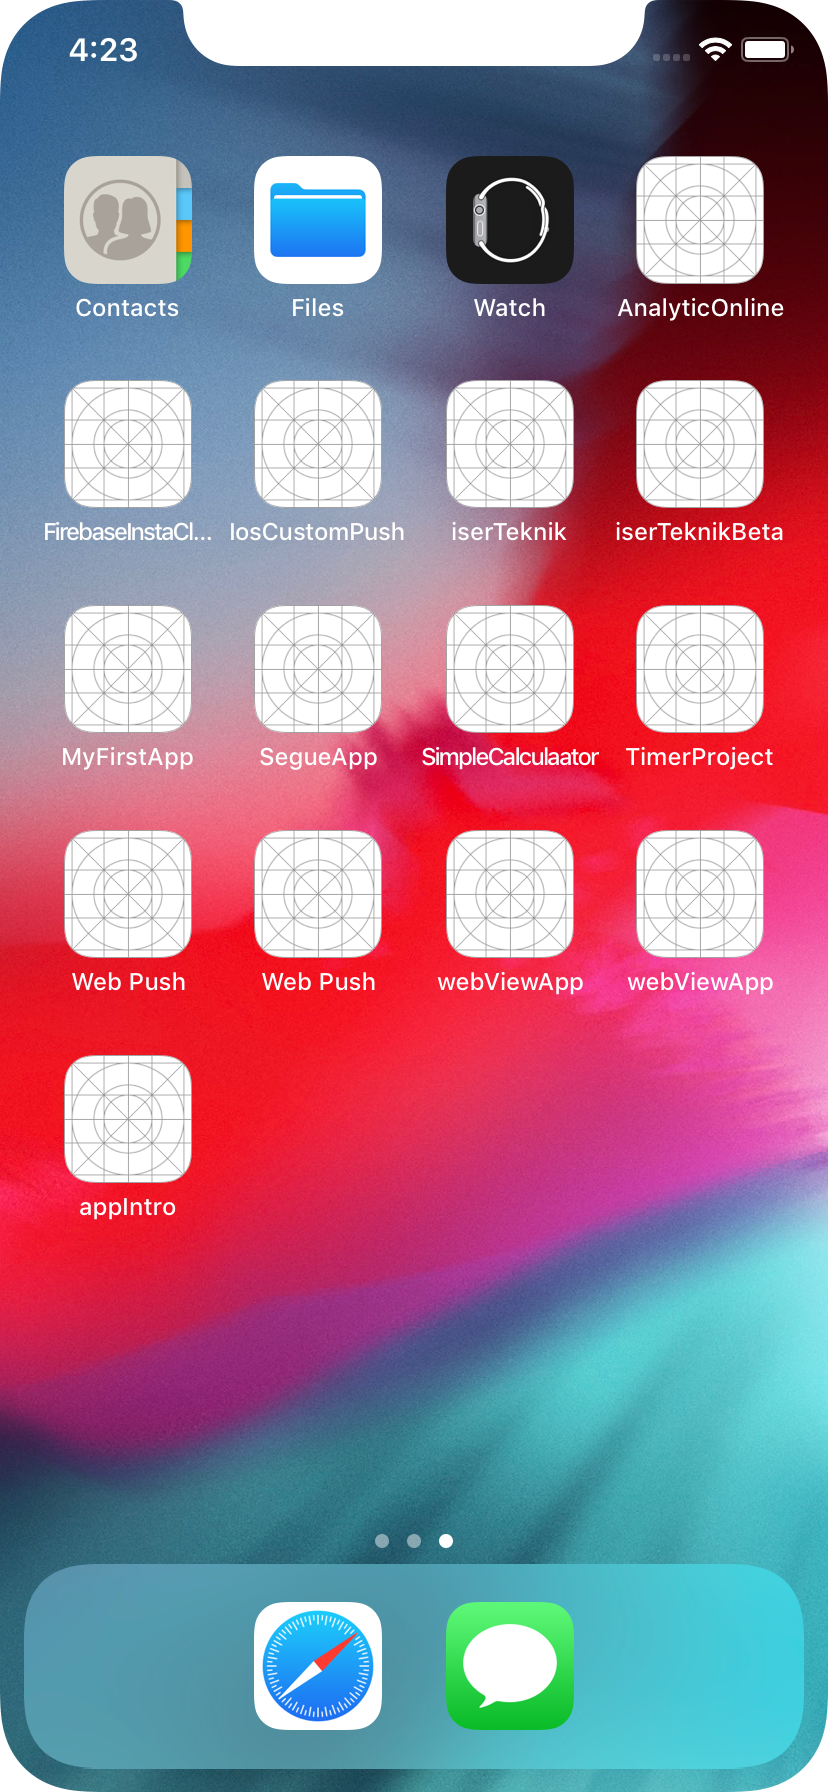 4:23
Contacts
Files
Watch
AnalyticOnline
FirebaseInstaCl...
IosCustomPush
iserTeknik
iserTeknikBeta
MyFirstApp
SegueApp
SimpleCalculaator
TimerProject
Web Push
Web Push
webViewApp
webViewApp
appIntro